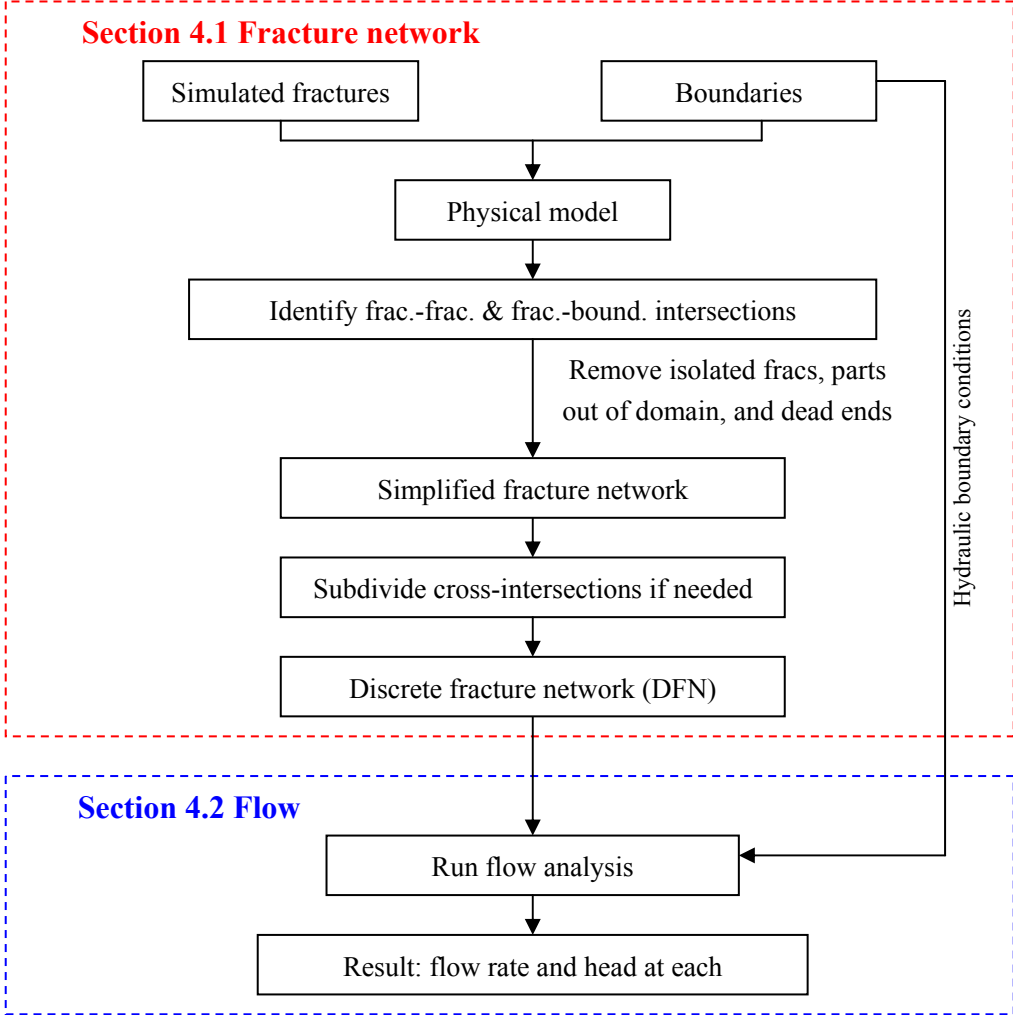 Section 4.1 Fracture network
Simulated fractures
Boundaries
Physical model
Identify frac.-frac. & frac.-bound. intersections
Remove isolated fracs, parts
out of domain, and dead ends
Hydraulic boundary conditions
Simplified fracture network
Subdivide cross-intersections if needed
Discrete fracture network (DFN)
Section 4.2 Flow
Run flow analysis
Result: flow rate and head at each